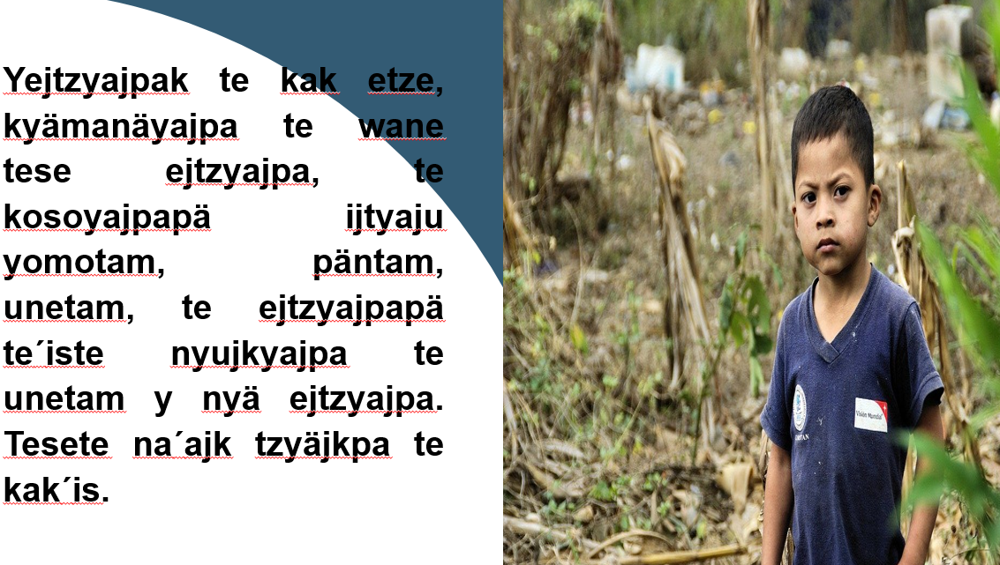 Yejtzyajpak te kak etze,
kyämanäyajpa te wane
tese ejtzyajpa, te
kosoyajpapä ijtyaju
yomotam, päntam,
unetam, te ejtzyajpapä
te´iste nyujkyajpa te
unetam y nyä ejtzyajpa.
Tesete na´ajk tzyäjkpa te
kak´is.
Visión Mundial